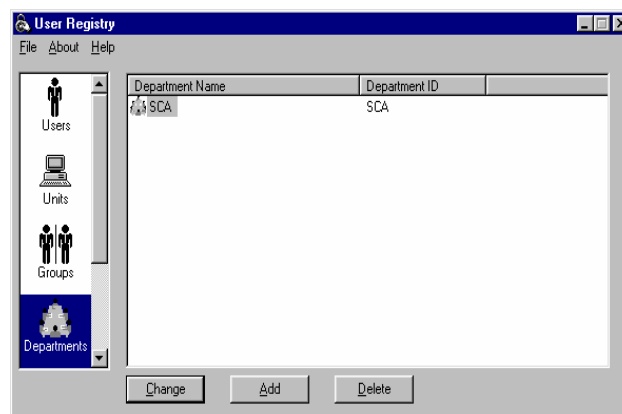 User Registry
File About Help
Users
Units
Groups
Departments
Department Name Department ID
SCA SCA
Change Add Delete